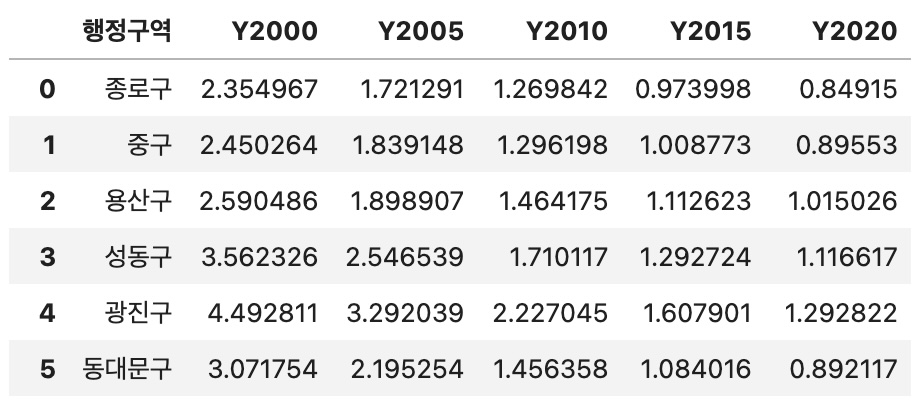 행정구역 Y2000 Y2005 Y2010 Y2015 Y2020
0 종로구 2.354967 1.721291 1.269842 0.973998 0.84915
1 중구 2.450264 1.839148 1.296198 1.008773 0.89553
2 용산구 2.590486 1.898907 1.464175 1.112623 1.015026
3 성동구 3.562326 2.546539 1.710117 1.292724 1.116617
4 광진구 4.492811 3.292039 2.227045 1.607901 1.292822
5 동대문구 3.071754 2.195254 1.456358 1.084016 0.892117